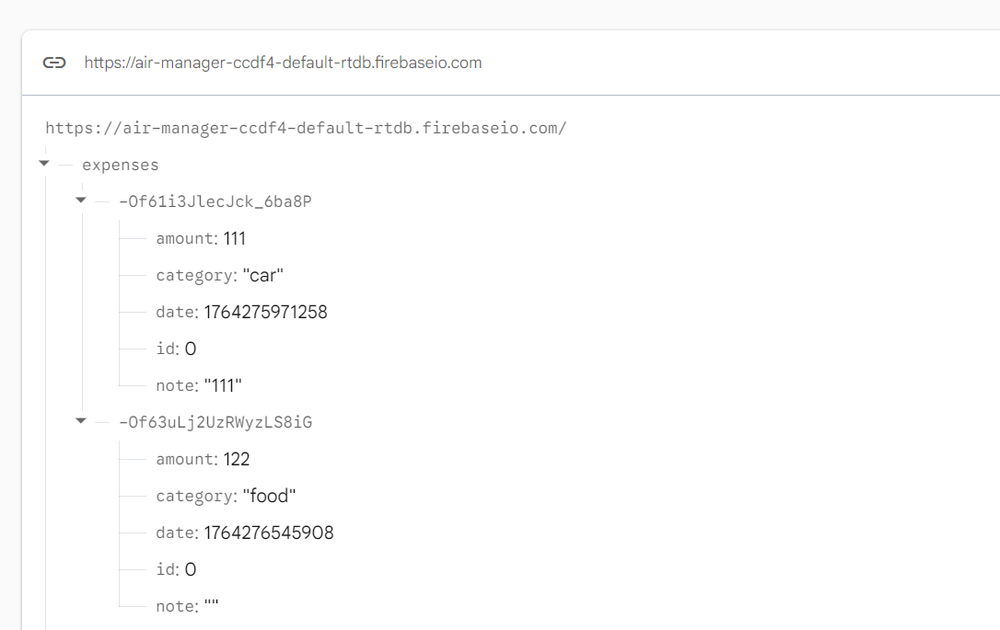 https://air-manager-ccdf4-default-rtdb.firebaseio.com
https://air-manager-ccdf4-default-rtdb.firebaseio.com/
expenses
-Of61i3JlecJck_6ba8P
amount: 111
category: "car"
date: 1764275971258
id: 0
note: "111"
-Of63uLj2UzRWyzLS8iG
amount: 122
category: "food"
date: 1764276545908
id: 0
note: ""